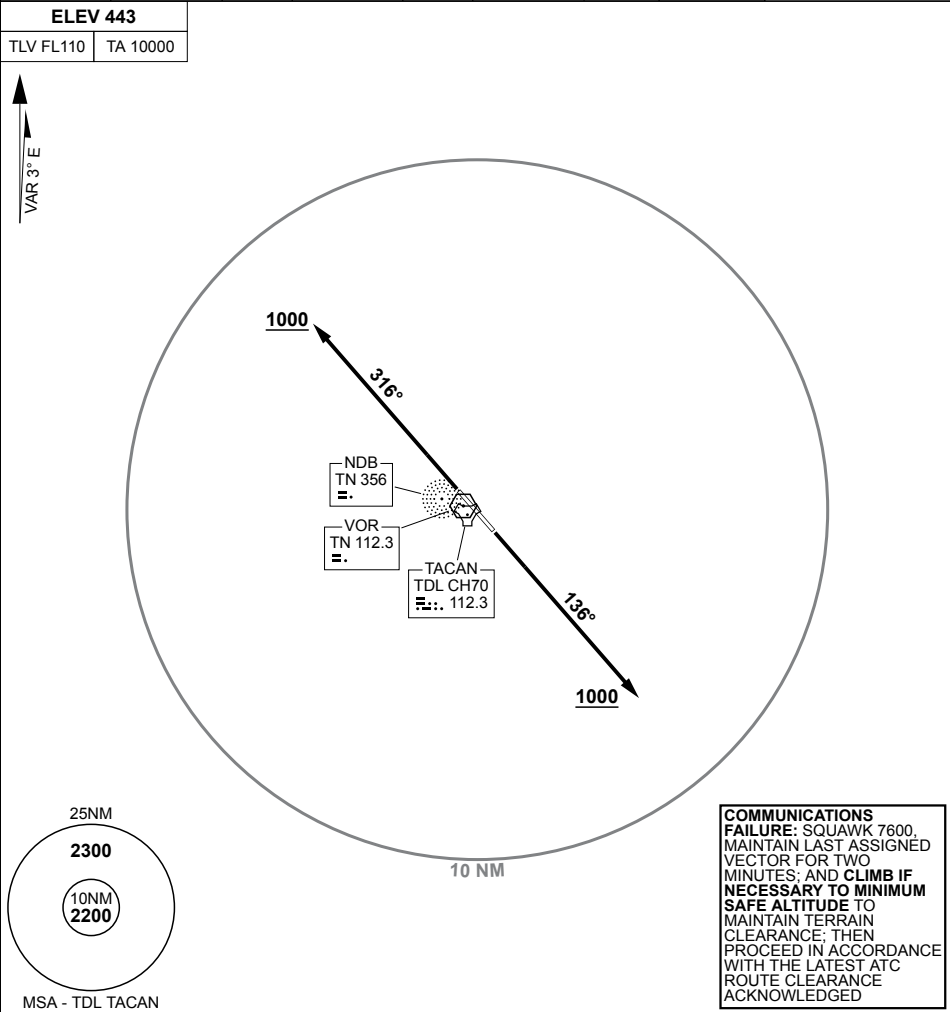 ELEV 443
TLV FL110 TA 10000
VAR 3° E
1000
316°
NDB
TN 356
VOR
TN 112.3
TACAN
TDL CH70
112.3
136°
1000
10 NM
25NM
2300
10NM
2200
MSA - TDL TACAN
COMMUNICATIONS
FAILURE: SQUAWK 7600,
MAINTAIN LAST ASSIGNED
VECTOR FOR TWO
MINUTES; AND CLIMB IF
NECESSARY TO MINIMUM
SAFE ALTITUDE TO
MAINTAIN TERRAIN
CLEARANCE; THEN
PROCEED IN ACCORDANCE
WITH THE LATEST ATC
ROUTE CLEARANCE
ACKNOWLEDGED